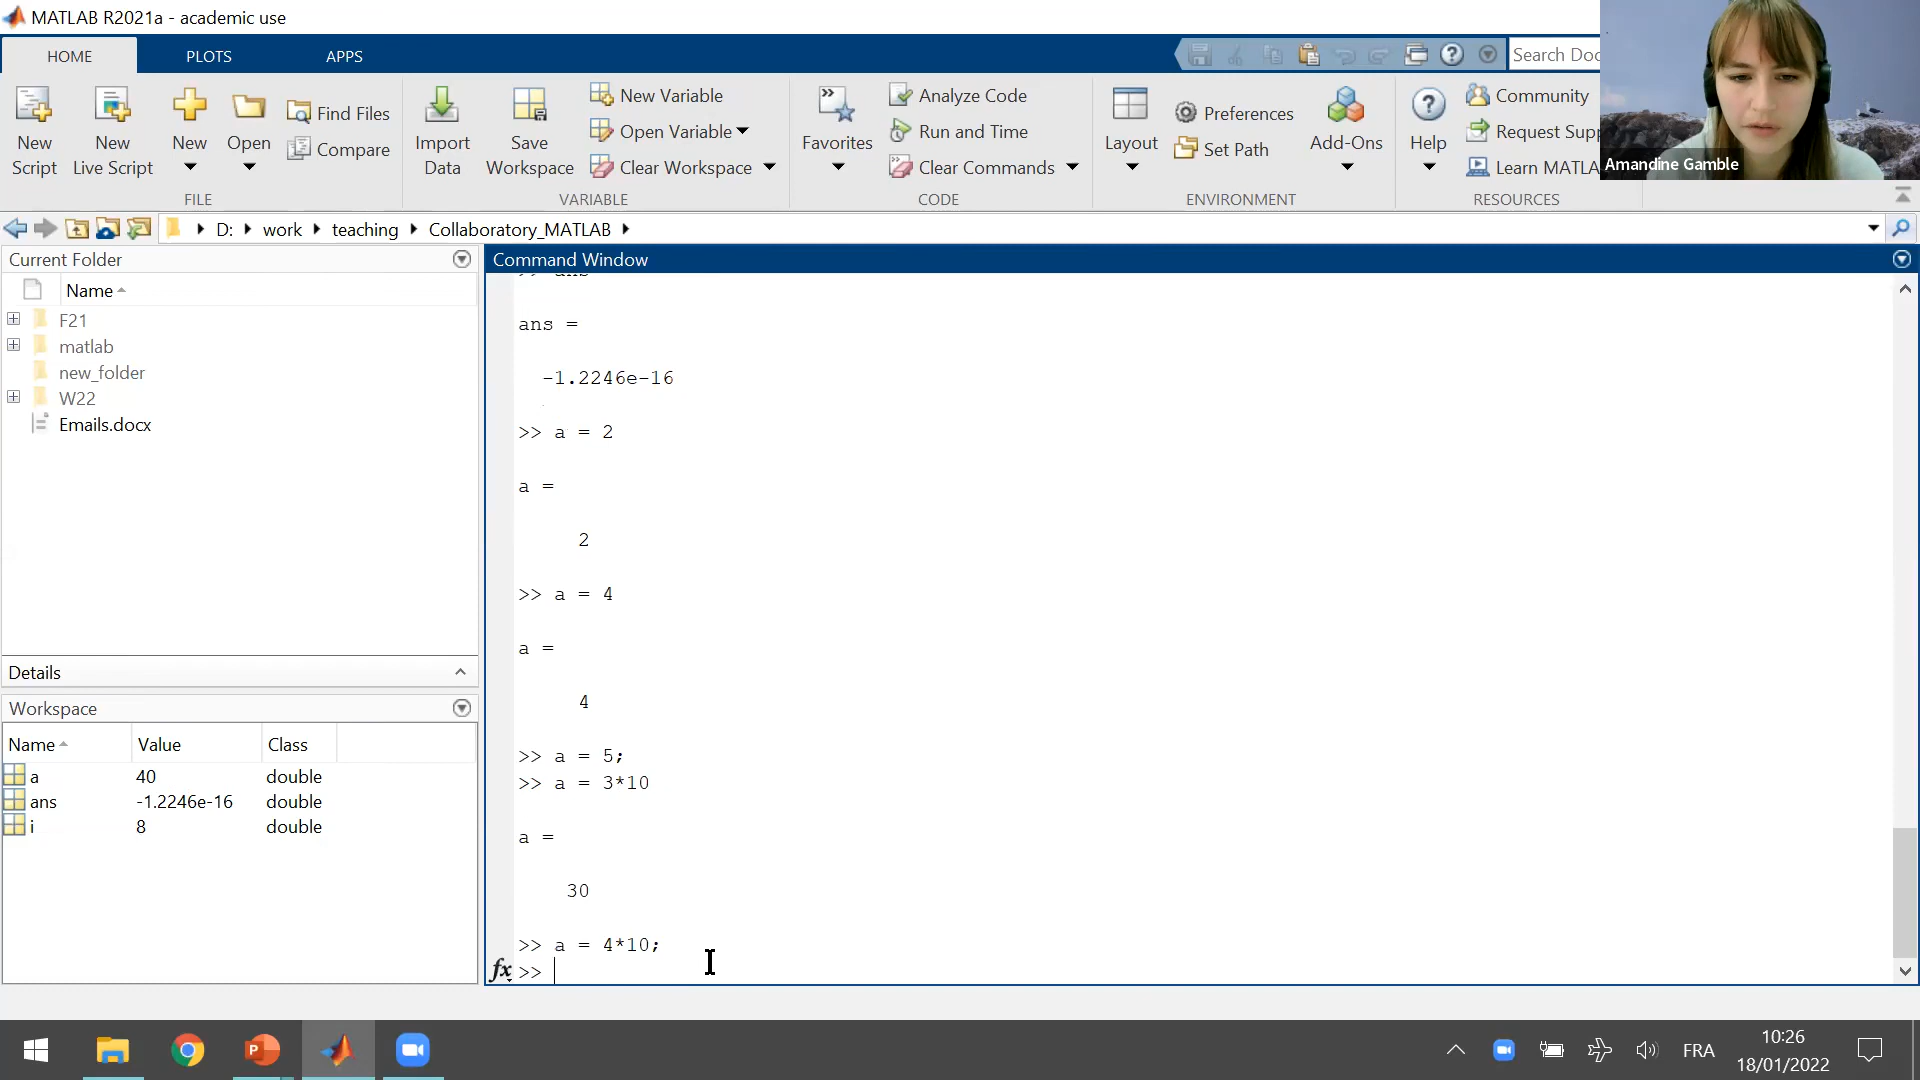 MATLAB R2021a - academic use
HOME PLOTS APPS
Search Doc
New Script
New Live Script
New
Open
Find Files
Compare
FILE
Import Data
Save Workspace
New Variable
Open Variable
Clear Workspace
VARIABLE
Favorites
Analyze Code
Run and Time
Clear Commands
CODE
Layout
Preferences
Set Path
Add-Ons
ENVIRONMENT
Help
Community
Request Supp
Learn MATLA
RESOURCES
Amandine Gamble
D: work teaching Collaboratory_MATLAB
Current Folder
Name
F21
matlab
new_folder
W22
Emails.docx
Details
Workspace
Name Value Class
a 40 double
ans -1.2246e-16 double
i 8 double
Command Window
>> ans
ans =
-1.2246e-16
>> a = 2
a =
2
>> a = 4
a =
4
>> a = 5;
>> a = 3*10
a =
30
>> a = 4*10;
fx >>
FRA
10:26
18/01/2022